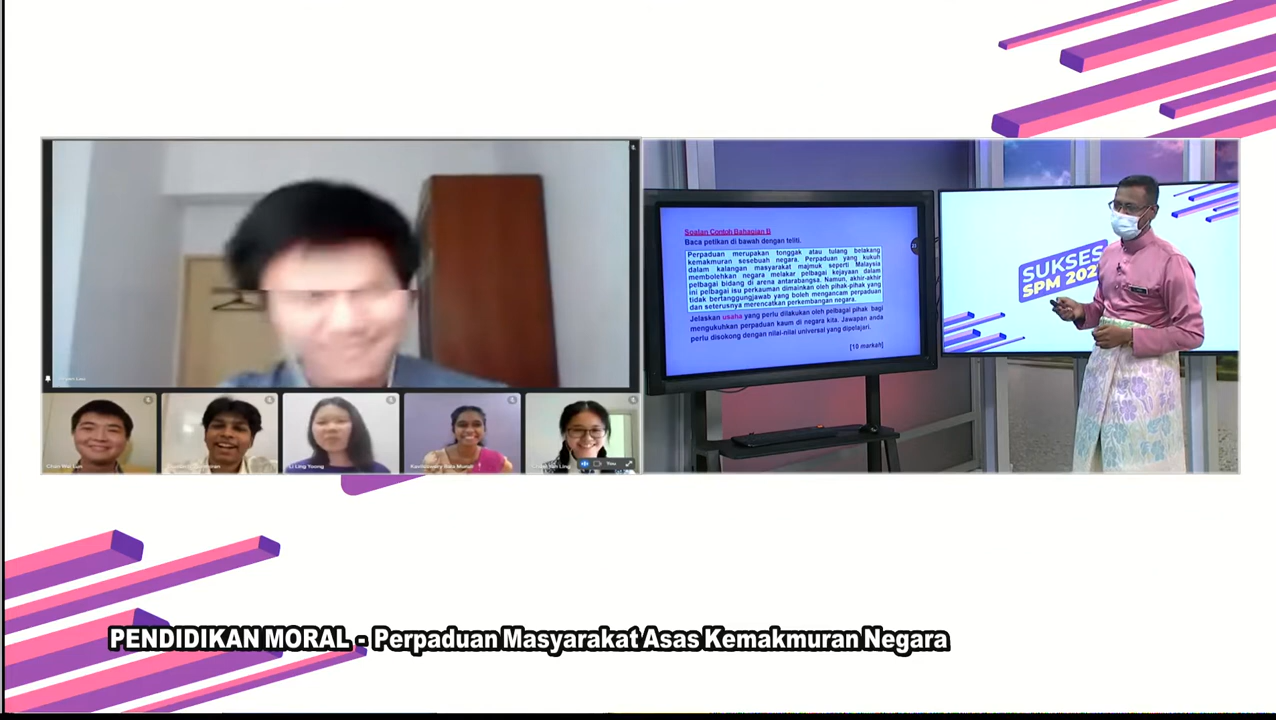 Soalan Contoh Bahagian B
Baca petikan di bawah dengan teliti.
Perpaduan merupakan tonggak atau tulang belakang
kemakmuran sesebuah negara. Perpaduan yang kukuh
dalam kalangan masyarakat majmuk seperti Malaysia
membolehkan negara melakar pelbagai kejayaan dalam
pelbagai bidang di arena antarabangsa. Namun, akhir-akhir
ini pelbagai isu perkauman dimainkan oleh pihak-pihak yang
tidak bertanggungjawab yang boleh mengancam perpaduan
dan seterusnya merencatkan perkembangan negara.
Jelaskan usaha yang perlu dilakukan oleh pelbagai pihak bagi
mengukuhkan perpaduan kaum di negara kita. Jawapan anda
perlu disokong dengan nilai-nilai universal yang dipelajari.
[10 markah]
SUKSES
SPM 202
Chan Wai Lun
Li Ling Yoong
You
PENDIDIKAN MORAL - Perpaduan Masyarakat Asas Kemakmuran Negara